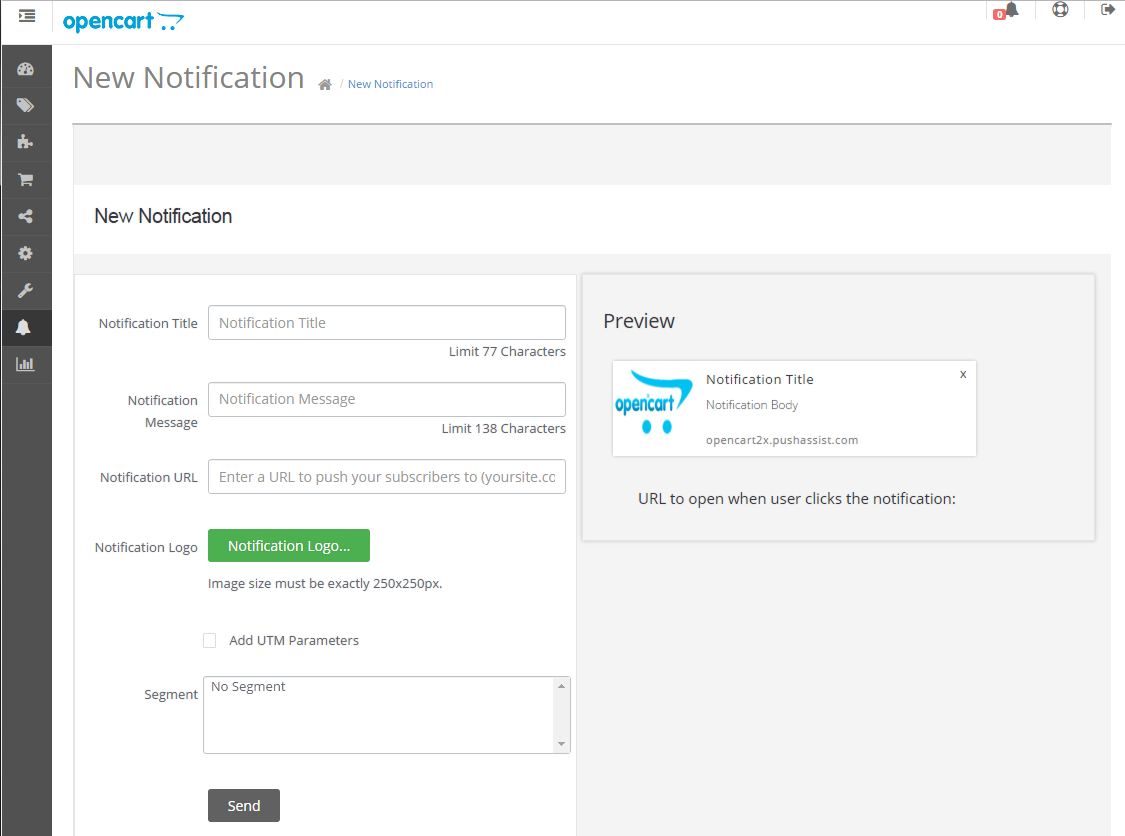 opencart
0
New Notification
/ New Notification
New Notification
Notification Title
Notification Title
Limit 77 Characters
Notification
Message
Notification Message
Limit 138 Characters
Notification URL
Enter a URL to push your subscribers to (yoursite.co
Notification Logo
Notification Logo...
Image size must be exactly 250x250px.
Add UTM Parameters
Segment
No Segment
Send
Preview
opencart
Notification Title
x
Notification Body
opencart2x.pushassist.com
URL to open when user clicks the notification: